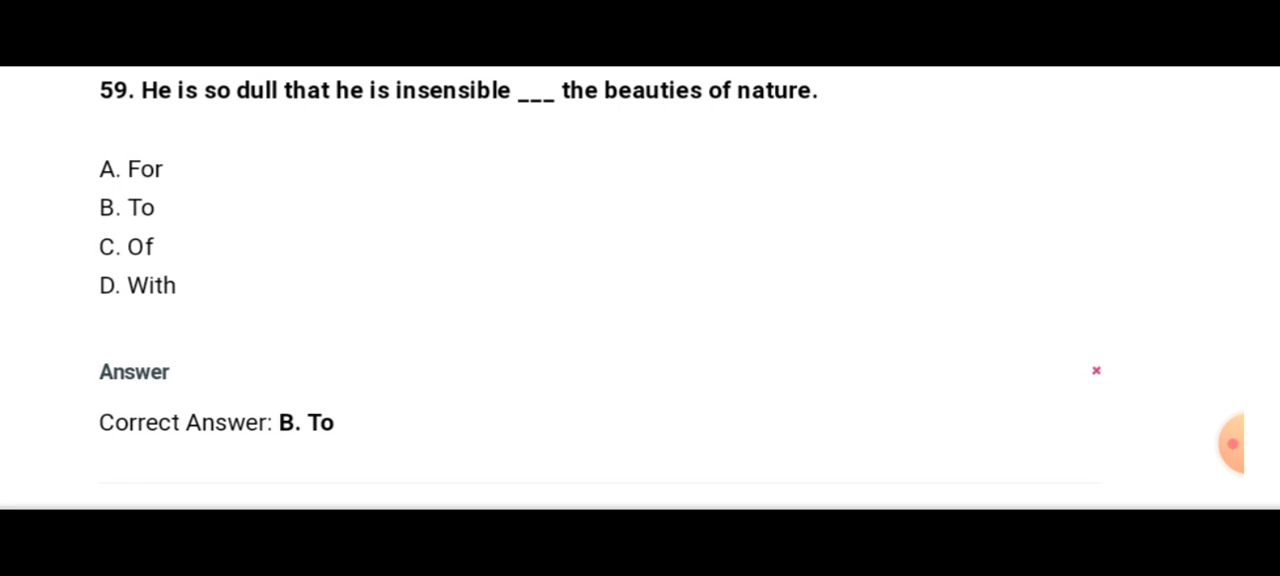 59. He is so dull that he is insensible ___ the beauties of nature.
A. For
B. To
C. Of
D. With
Answer
Correct Answer: B. To